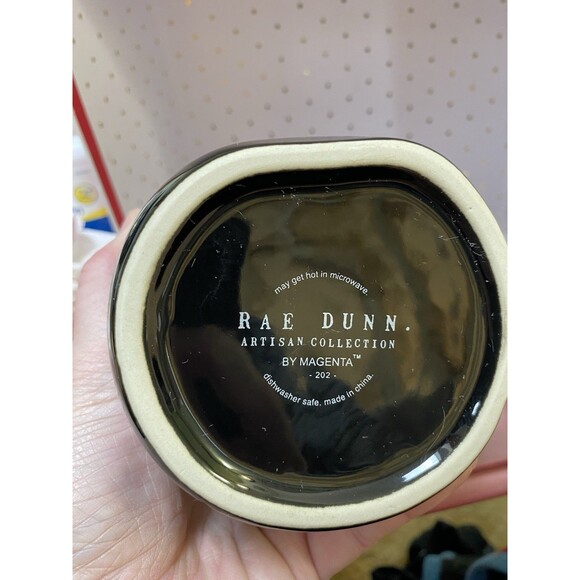 may get hot in microwave.
RAE DUNN.
ARTISAN COLLECTION
BY MAGENTA™
- 202 -
dishwasher safe. made in china.